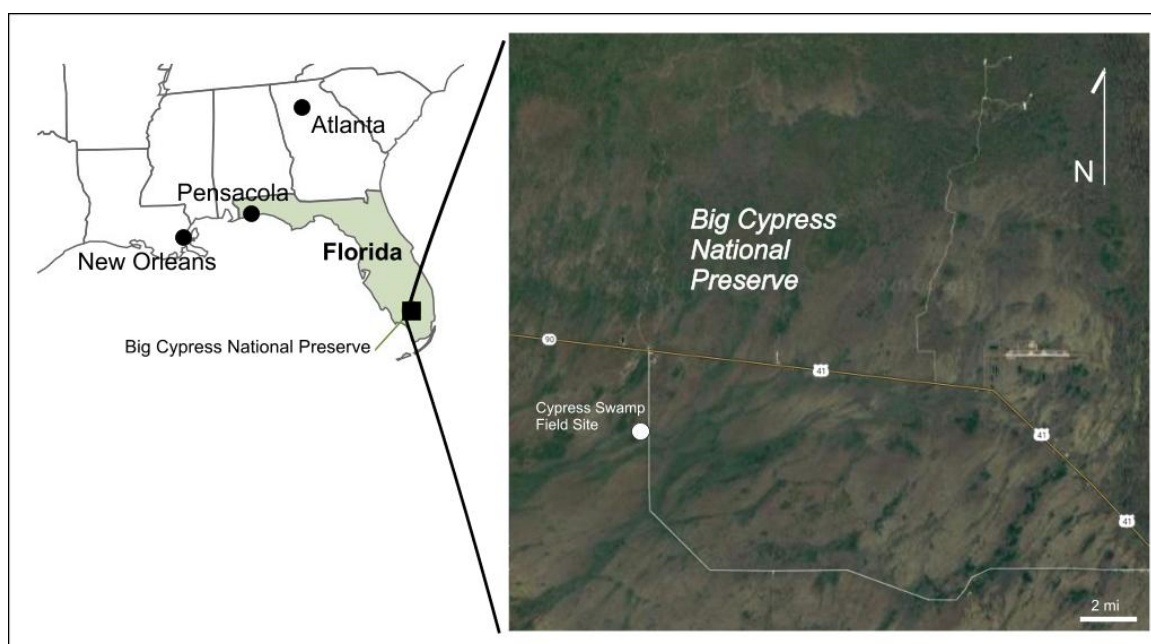 Atlanta
Pensacola
New Orleans
Florida
Big Cypress National Preserve
N
Big Cypress
National
Preserve
90
41
41
41
Cypress Swamp
Field Site
2 mi